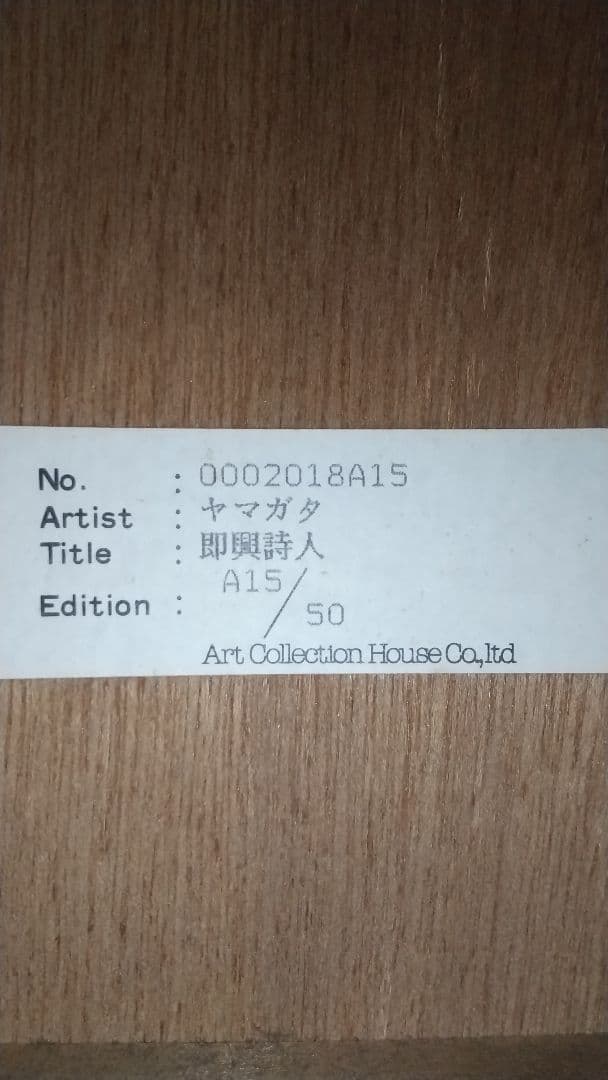 No. : 0002018A15
Artist : ヤマガタ
Title : 即興詩人
Edition : A15/50
Art Collection House Co.,ltd